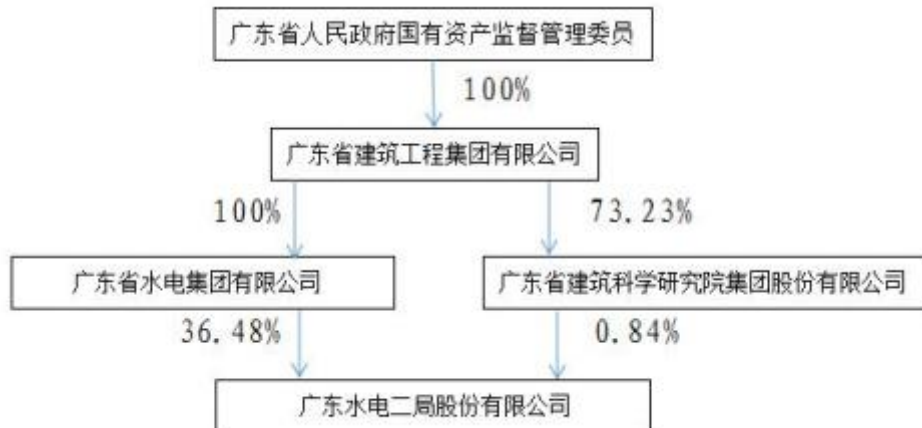 广东省人民政府国有资产监督管理委员
100%
广东省建筑工程集团有限公司
100%
73.23%
广东省水电集团有限公司
广东省建筑科学研究院集团股份有限公司
36.48%
0.84%
广东水电二局股份有限公司